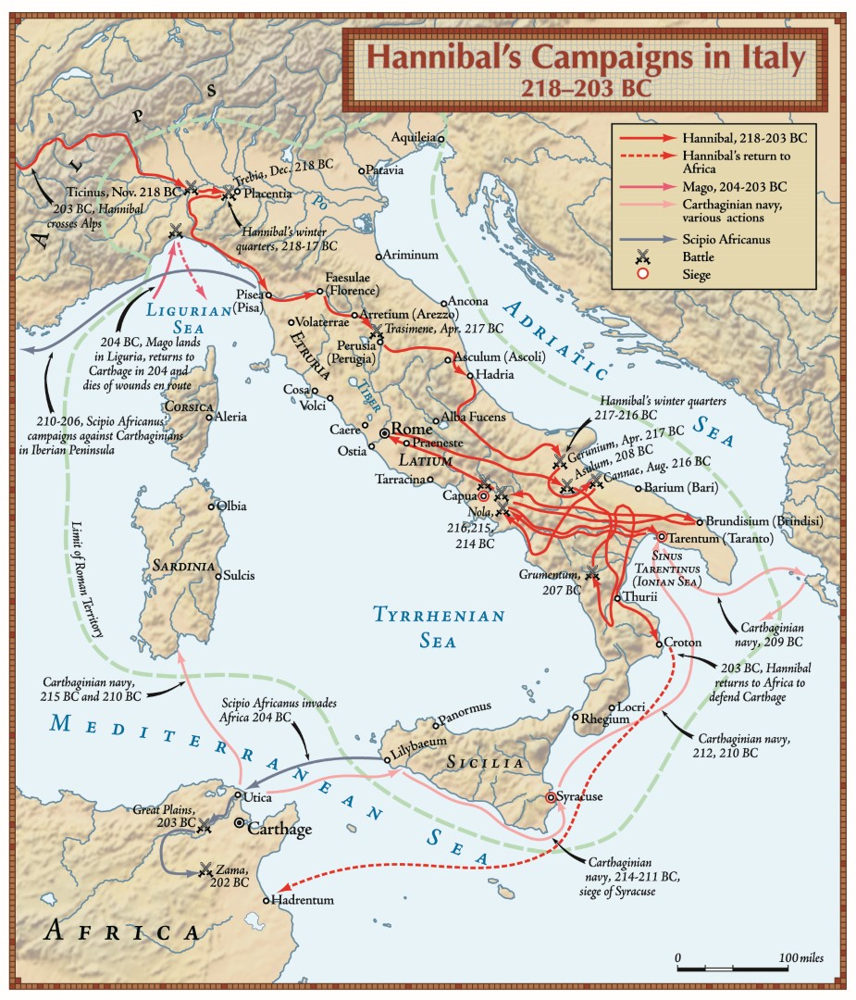 Hannibal's Campaigns in Italy
218–203 BC
Hannibal, 218-203 BC
Hannibal's return to
Africa
Mago, 204-203 BC
Carthaginian navy,
various actions
Scipio Africanus
Battle
Siege
A L P S
Aquileia
Patavia
Trebia, Dec. 218 BC
Placentia
Ticinus, Nov. 218 BC
203 BC, Hannibal
crosses Alps
Po
Hannibal's winter
quarters, 218-17 BC
Ariminum
Faesulae
(Florence)
Pisea
(Pisa)
Arretium (Arezzo)
Ancona
Volaterrae
Trasimene, Apr. 217 BC
Perusia
(Perugia)
LIGURIAN
SEA
204 BC, Mago lands
in Liguria, returns to
Carthage in 204 and
dies of wounds en route
ETRURIA
Asculum (Ascoli)
Hadria
ADRIATIC SEA
Cosa
Volci
TIBER
CORSICA
Aleria
210-206, Scipio Africanus'
campaigns against Carthaginians
in Iberian Peninsula
Alba Fucens
Caere
Rome
Praeneste
Ostia
LATIUM
Tarracina
Hannibal's winter quarters
217-216 BC
Gerunium, Apr. 217 BC
Asulum, 208 BC
Cannae, Aug. 216 BC
Barium (Bari)
Capua
Nola,
216,215,
214 BC
Brundisium (Brindisi)
Tarentum (Taranto)
SINUS
TARENTINUS
(IONIAN SEA)
Olbia
SARDINIA
Sulcis
Limit of Roman Territory
Grumentum,
207 BC
Thurii
TYRRHENIAN
SEA
Carthaginian
navy, 209 BC
Croton
203 BC, Hannibal
returns to Africa to
defend Carthage
Carthaginian navy,
215 BC and 210 BC
Scipio Africanus invades
Africa 204 BC
Panormus
Locri
Rhegium
Carthaginian navy,
212, 210 BC
MEDITERRANEAN SEA
Lilybaeum
SICILIA
Syracuse
Utica
Great Plains,
203 BC
Carthage
Zama,
202 BC
Carthaginian
navy, 214-211 BC,
siege of Syracuse
Hadrentum
AFRICA
0 100 miles